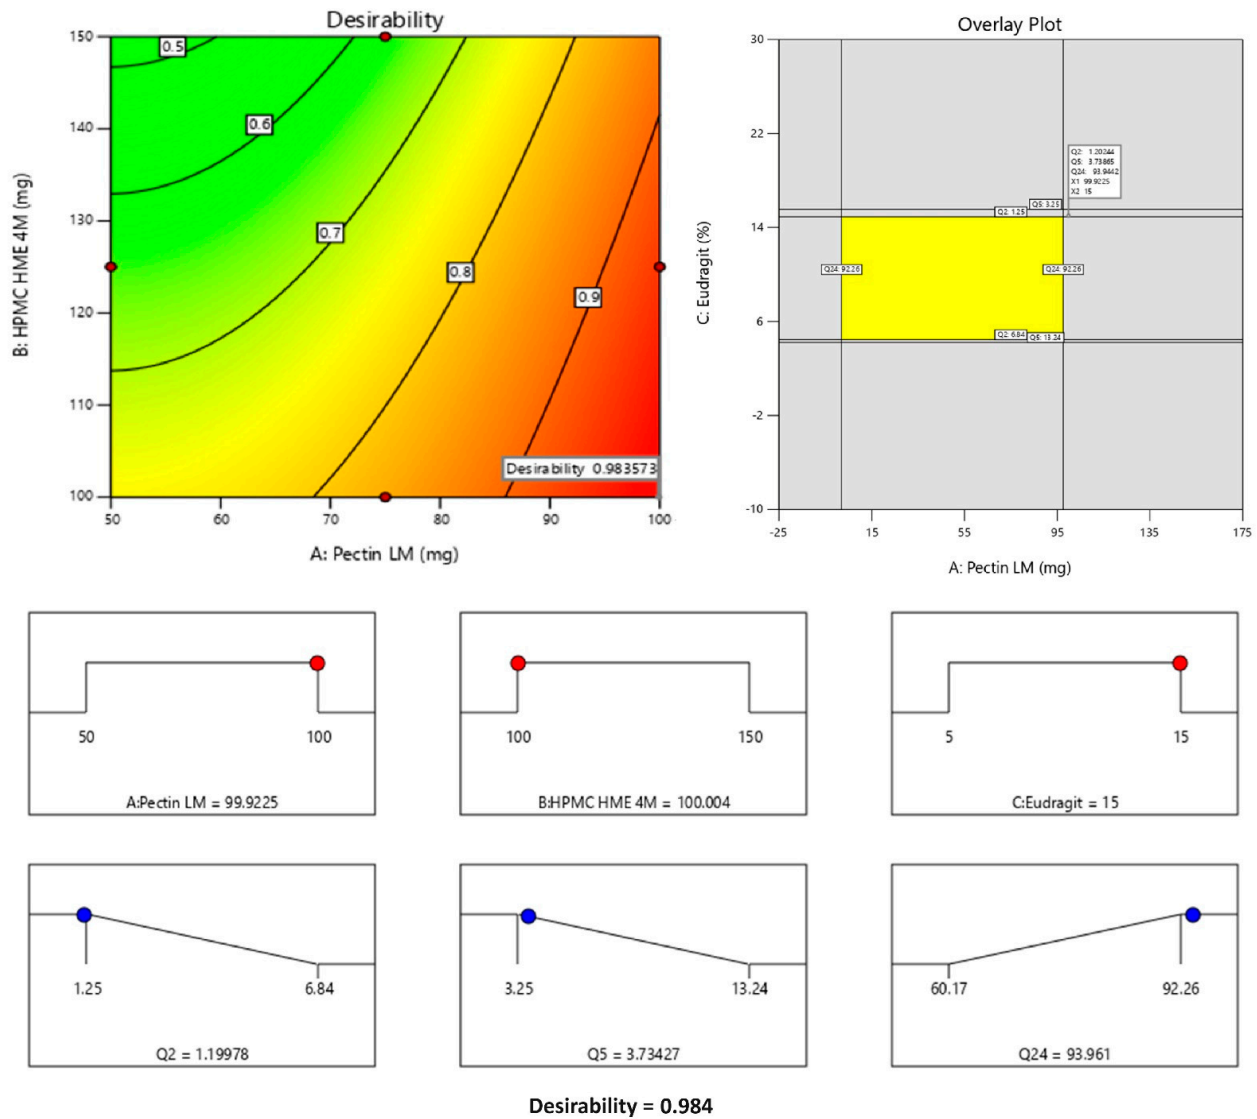 Desirability
150
140
130
120
110
100
B: HPMC HME 4M (mg)
0.5
0.6
0.7
0.8
0.9
Desirability 0.983573
50
60
70
80
90
100
A: Pectin LM (mg)
Overlay Plot
30
22
14
6
-2
-10
C: Eudragit (%)
Q2: 1.20244
Q5: 3.73865
Q24: 93.9442
X1 99.9225
X2 15
Q5: 3.25
Q2: 1.25
Q24: 92.26
Q24: 92.26
Q2: 6.84
Q5: 13.24
-25
15
55
95
135
175
A: Pectin LM (mg)
50
100
A:Pectin LM = 99.9225
100
150
B:HPMC HME 4M = 100.004
5
15
C:Eudragit = 15
1.25
6.84
Q2 = 1.19978
3.25
13.24
Q5 = 3.73427
60.17
92.26
Q24 = 93.961
Desirability = 0.984